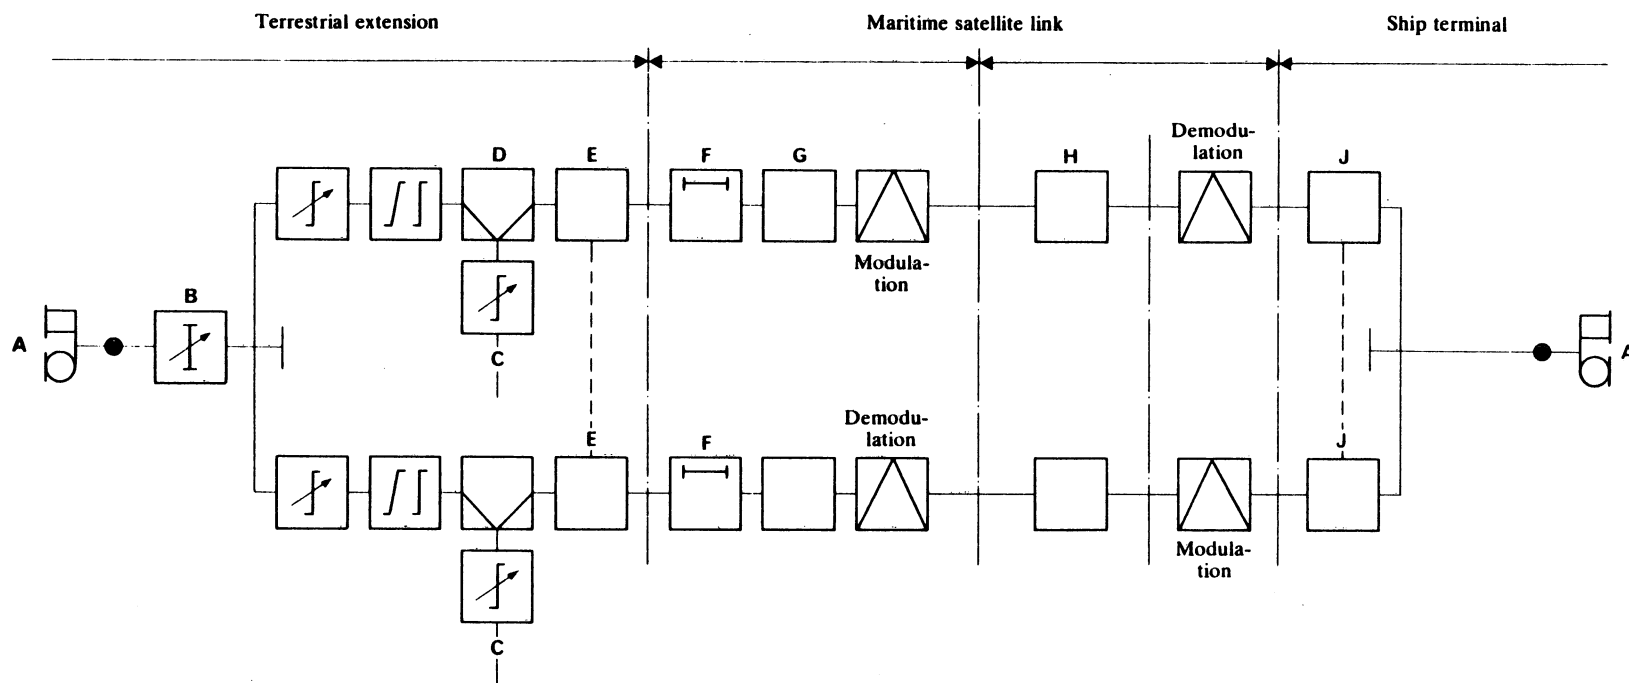 Terrestrial extension
Maritime satellite link
Ship terminal
Demodu-
lation
D
E
F
G
H
J
Modula-
tion
B
A
A
C
Demodu-
lation
E
F
J
Modula-
tion
C